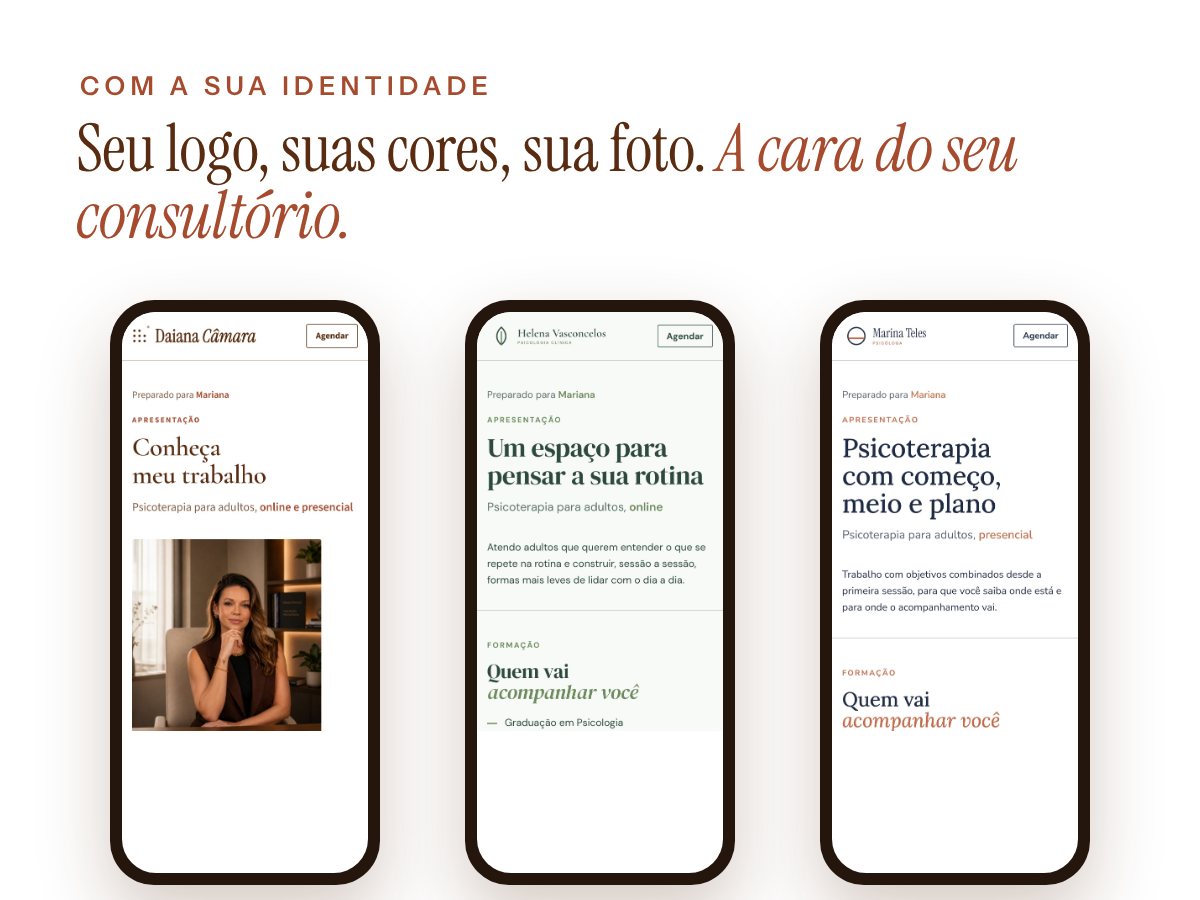 COM A SUA IDENTIDADE
Seu logo, suas cores, sua foto. A cara do seu
consultório.
Daiana Câmara
Agendar
Preparado para Mariana
APRESENTAÇÃO
Conheça
meu trabalho
Psicoterapia para adultos, online e presencial
Helena Vasconcelos
PSICOLOGIA CLÍNICA
Agendar
Preparado para Mariana
APRESENTAÇÃO
Um espaço para
pensar a sua rotina
Psicoterapia para adultos, online
Atendo adultos que querem entender o que se
repete na rotina e construir, sessão a sessão,
formas mais leves de lidar com o dia a dia.
FORMAÇÃO
Quem vai
acompanhar você
— Graduação em Psicologia
Marina Teles
PSICÓLOGA
Agendar
Preparado para Mariana
APRESENTAÇÃO
Psicoterapia
com começo,
meio e plano
Psicoterapia para adultos, presencial
Trabalho com objetivos combinados desde a
primeira sessão, para que você saiba onde está e
para onde o acompanhamento vai.
FORMAÇÃO
Quem vai
acompanhar você